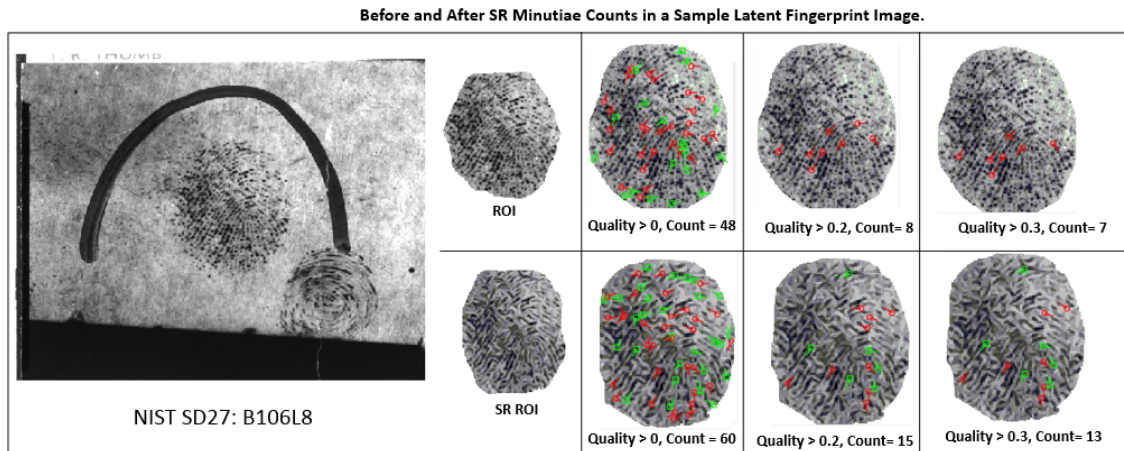 Before and After SR Minutiae Counts in a Sample Latent Fingerprint Image.
ROI
Quality > 0, Count = 48
Quality > 0.2, Count= 8
Quality > 0.3, Count= 7
NIST SD27: B106L8
SR ROI
Quality > 0, Count = 60
Quality > 0.2, Count= 15
Quality > 0.3, Count= 13